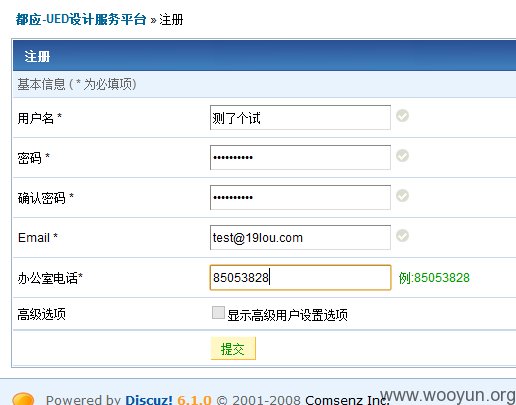 都应-UED设计服务平台 » 注册
注册
基本信息 ( * 为必填项)
用户名 * 测了个试
密码 * ••••••••••
确认密码 * ••••••••••
Email * test@19lou.com
办公室电话* 85053828 例:85053828
高级选项 显示高级用户设置选项
提交
Powered by Discuz! 6.1.0 © 2001-2008 Comsenz Inc.
www.wooyun.org